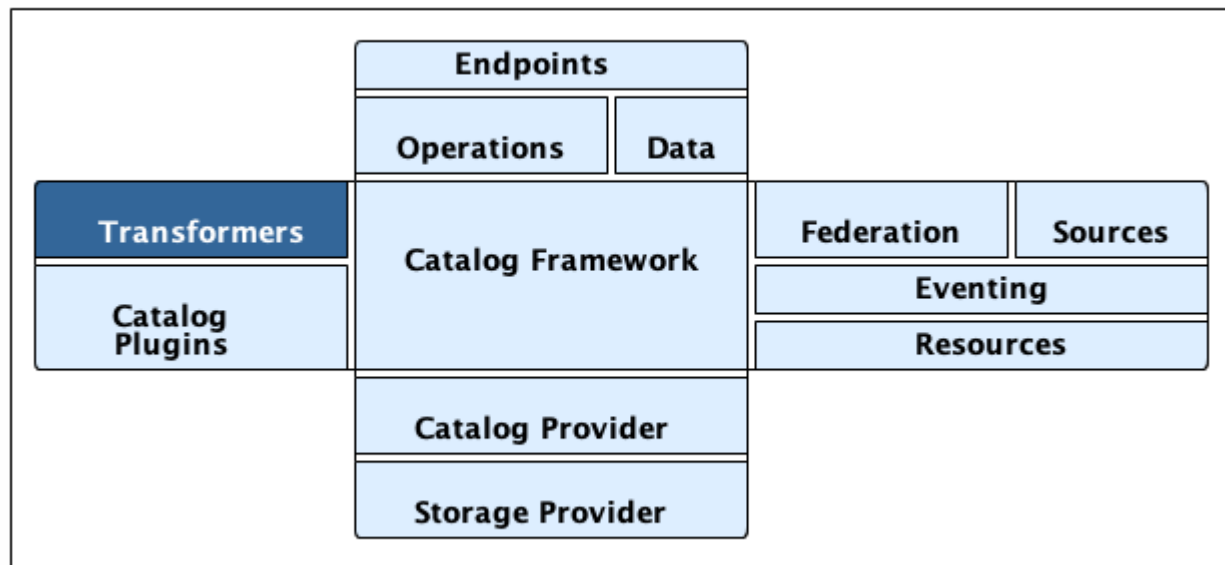 Endpoints
Operations
Data
Transformers
Catalog Framework
Federation
Sources
Catalog
Plugins
Eventing
Resources
Catalog Provider
Storage Provider